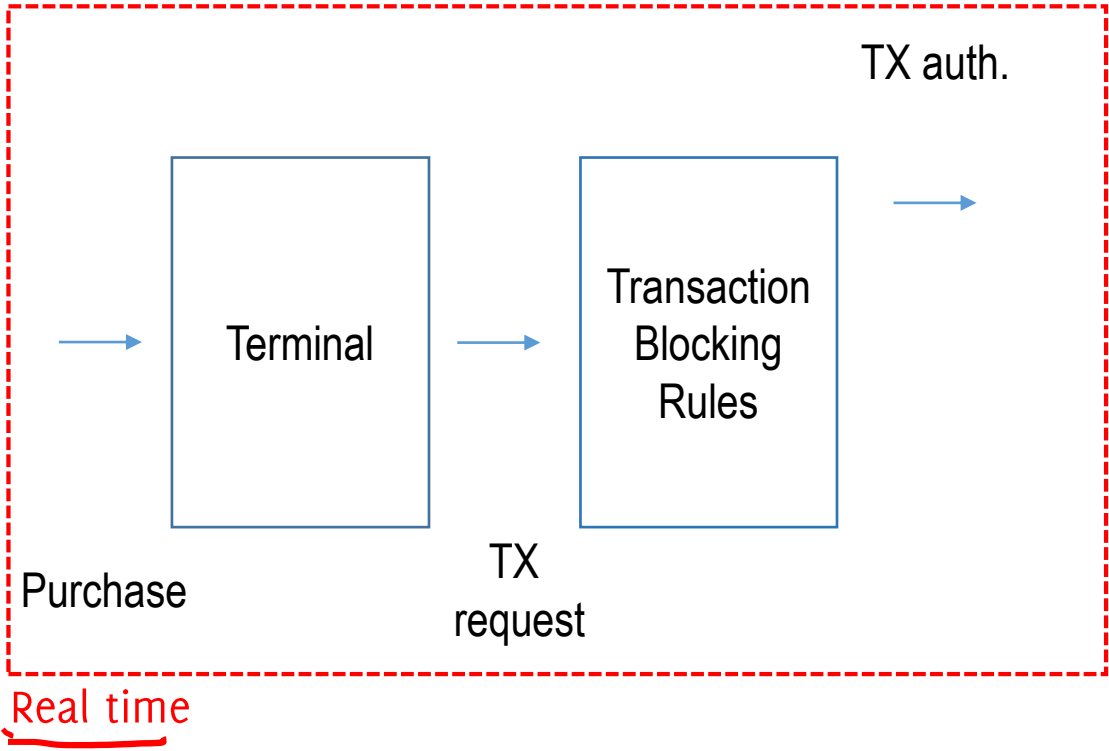 TX auth.
Terminal
Transaction
Blocking
Rules
Purchase
TX
request
Real time